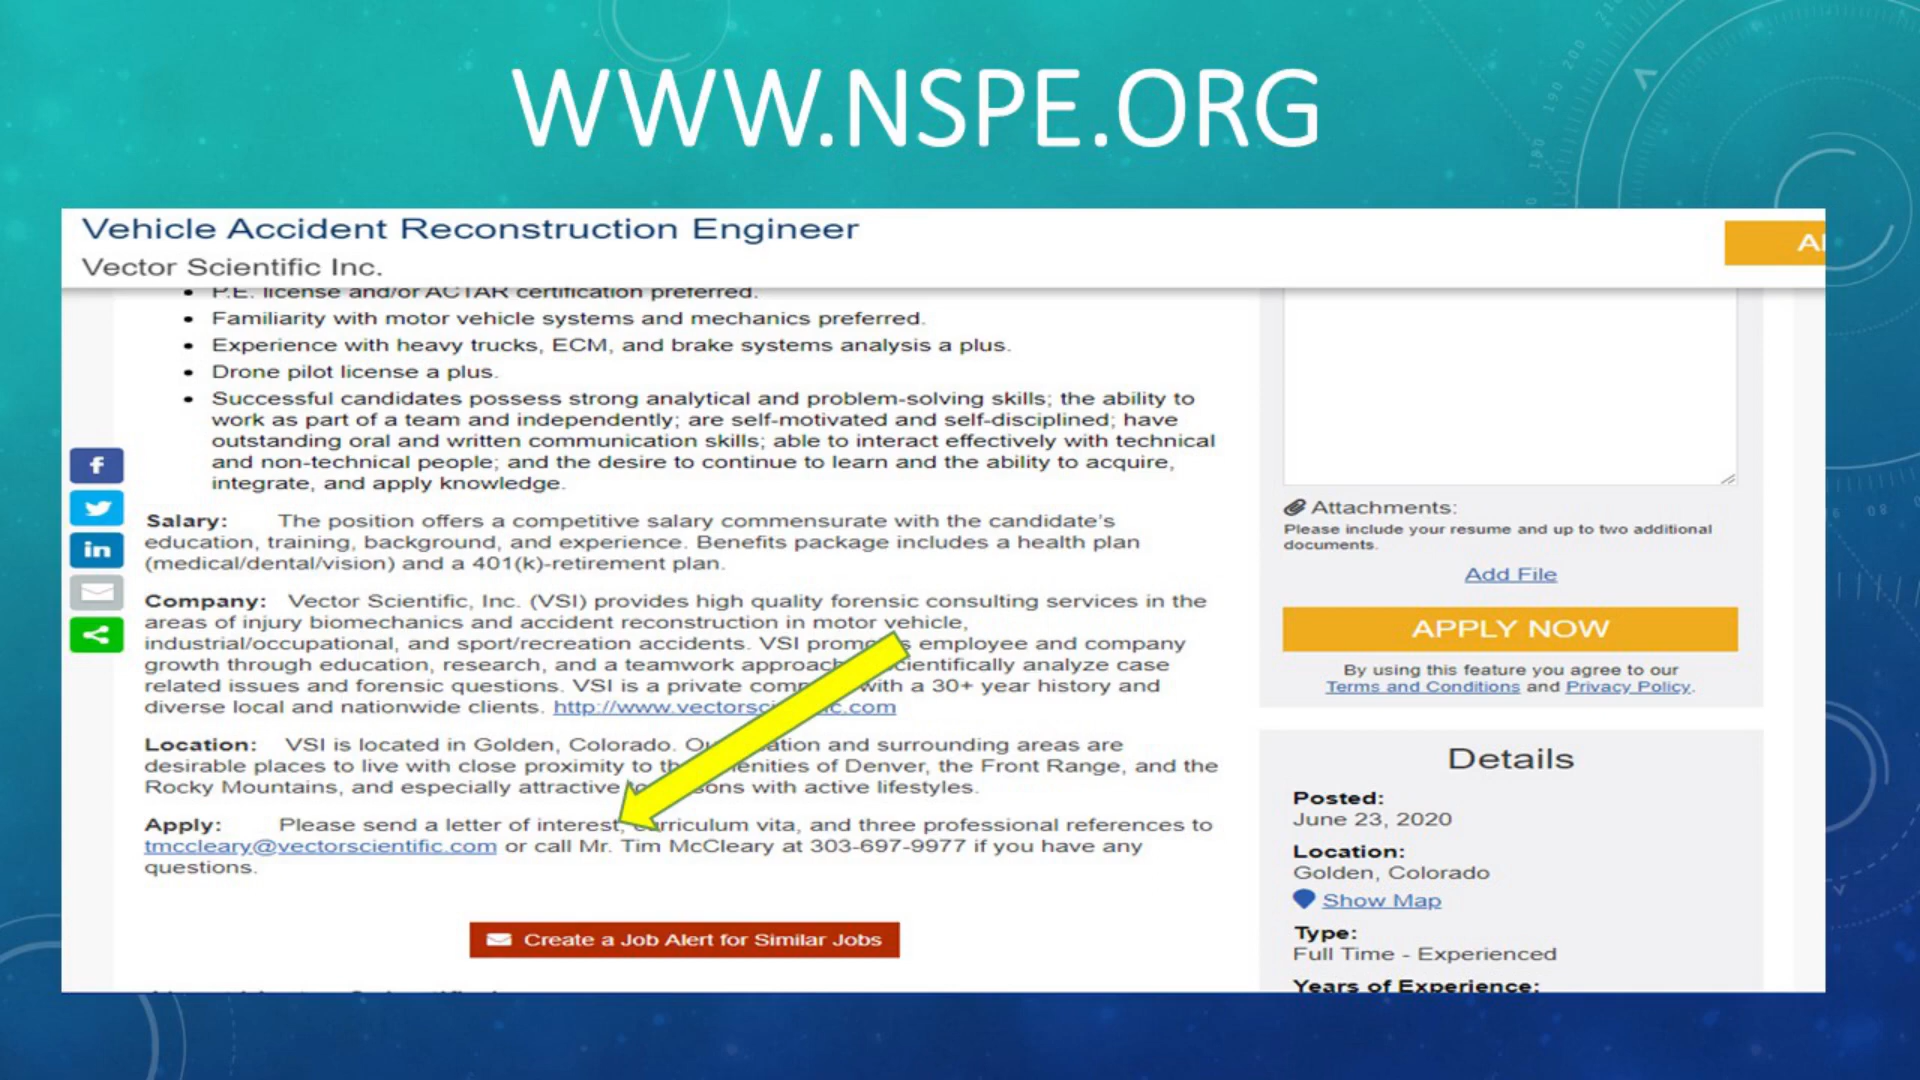 WWW.NSPE.ORG
Vehicle Accident Reconstruction Engineer
Vector Scientific Inc.
P.E. license and/or ACTAR certification preferred.
Familiarity with motor vehicle systems and mechanics preferred.
Experience with heavy trucks, ECM, and brake systems analysis a plus.
Drone pilot license a plus.
Successful candidates possess strong analytical and problem-solving skills; the ability to
work as part of a team and independently; are self-motivated and self-disciplined; have
outstanding oral and written communication skills; able to interact effectively with technical
and non-technical people; and the desire to continue to learn and the ability to acquire,
integrate, and apply knowledge.
Salary: The position offers a competitive salary commensurate with the candidate's
education, training, background, and experience. Benefits package includes a health plan
(medical/dental/vision) and a 401(k)-retirement plan.
Company: Vector Scientific, Inc. (VSI) provides high quality forensic consulting services in the
areas of injury biomechanics and accident reconstruction in motor vehicle,
industrial/occupational, and sport/recreation accidents. VSI employee and company
growth through education, research, and a teamwork approach scientifically analyze case
related issues and forensic questions. VSI is a private with a 30+ year history and
diverse local and nationwide clients.
Location: VSI is located in Golden, Colorado. and surrounding areas are
desirable places to live with close proximity to of Denver, the Front Range, and the
Rocky Mountains, and especially attractive with active lifestyles.
Apply: Please send a letter of interest, curriculum vita, and three professional references to
tmccleary@vectorscientific.com or call Mr. Tim McCleary at 303-697-9977 if you have any
questions.
Create a Job Alert for Similar Jobs
Attachments:
Please include your resume and up to two additional
documents.
Add File
APPLY NOW
By using this feature you agree to our
Terms and Conditions and Privacy Policy.
Details
Posted:
June 23, 2020
Location:
Golden, Colorado
Show Map
Type:
Full Time - Experienced
Years of Experience: